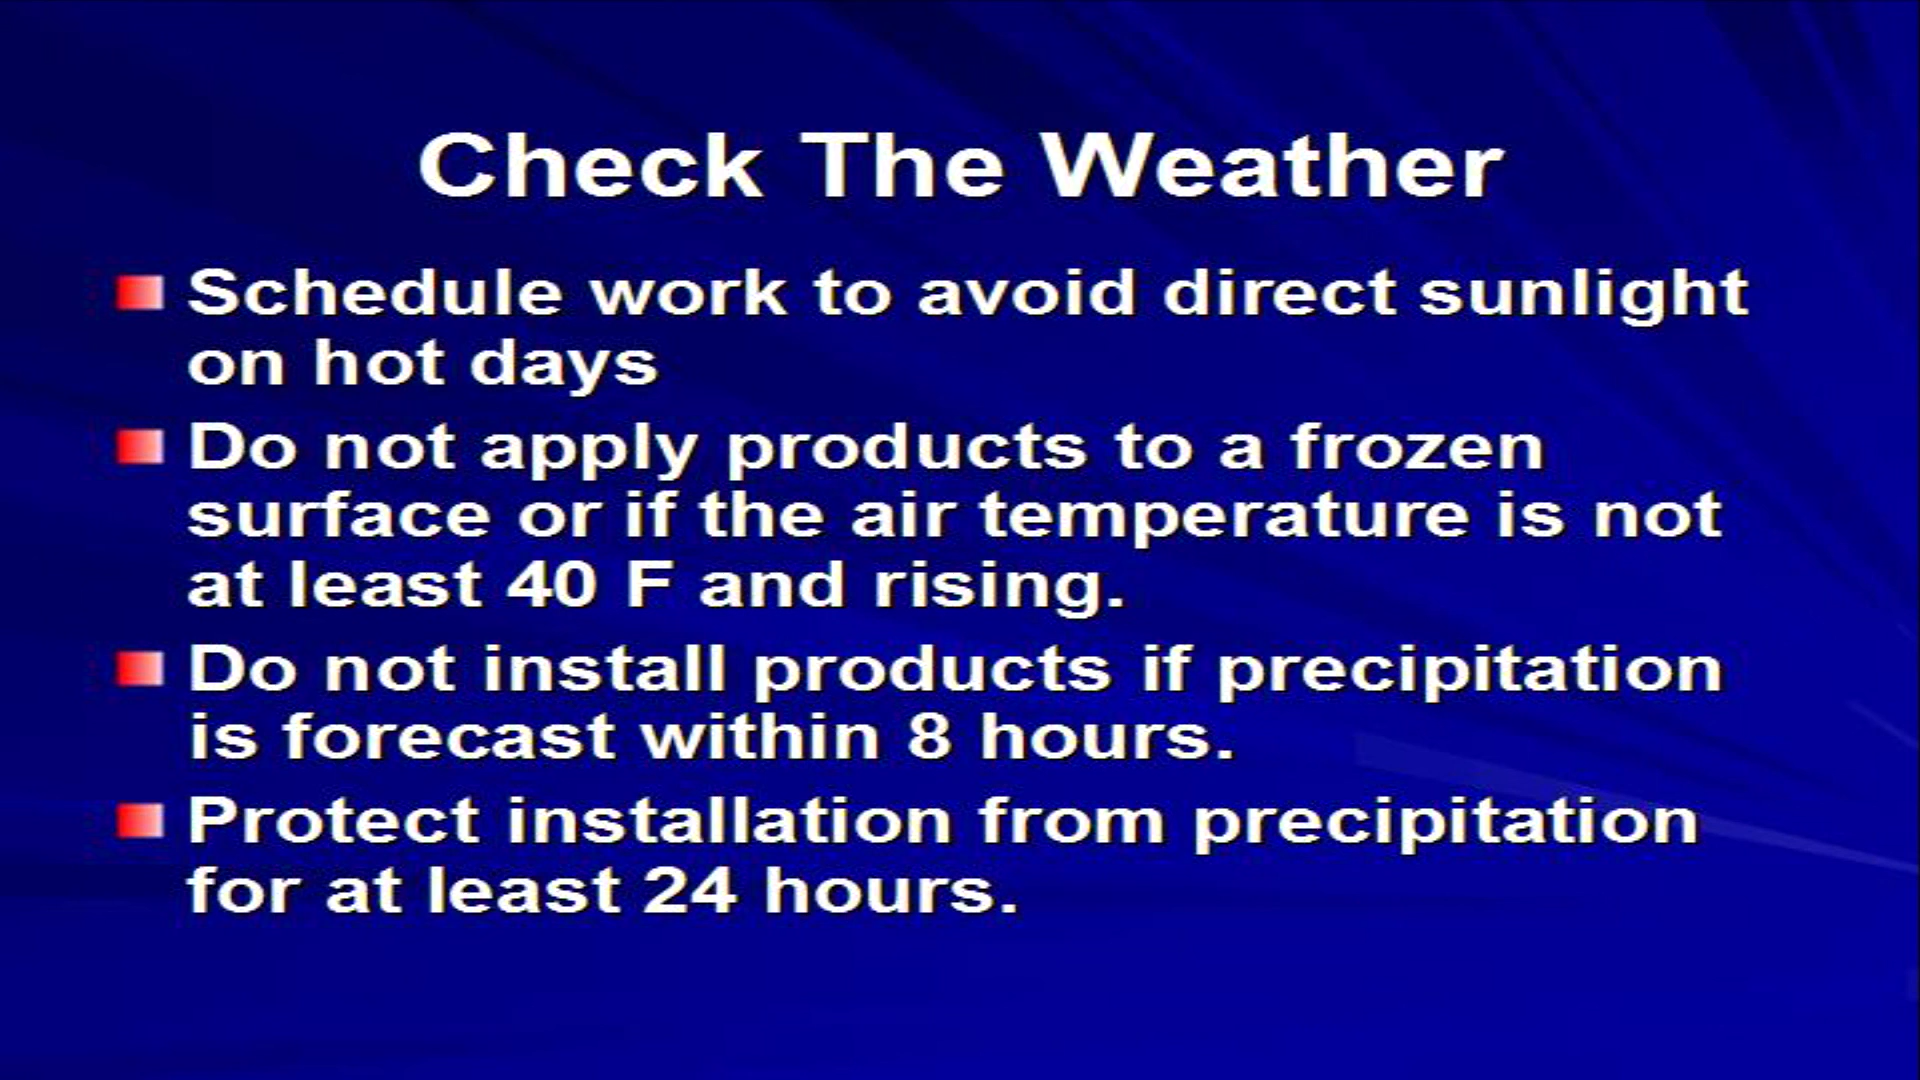 Check The Weather
Schedule work to avoid direct sunlight
on hot days
Do not apply products to a frozen
surface or if the air temperature is not
at least 40 F and rising.
Do not install products if precipitation
is forecast within 8 hours.
Protect installation from precipitation
for at least 24 hours.